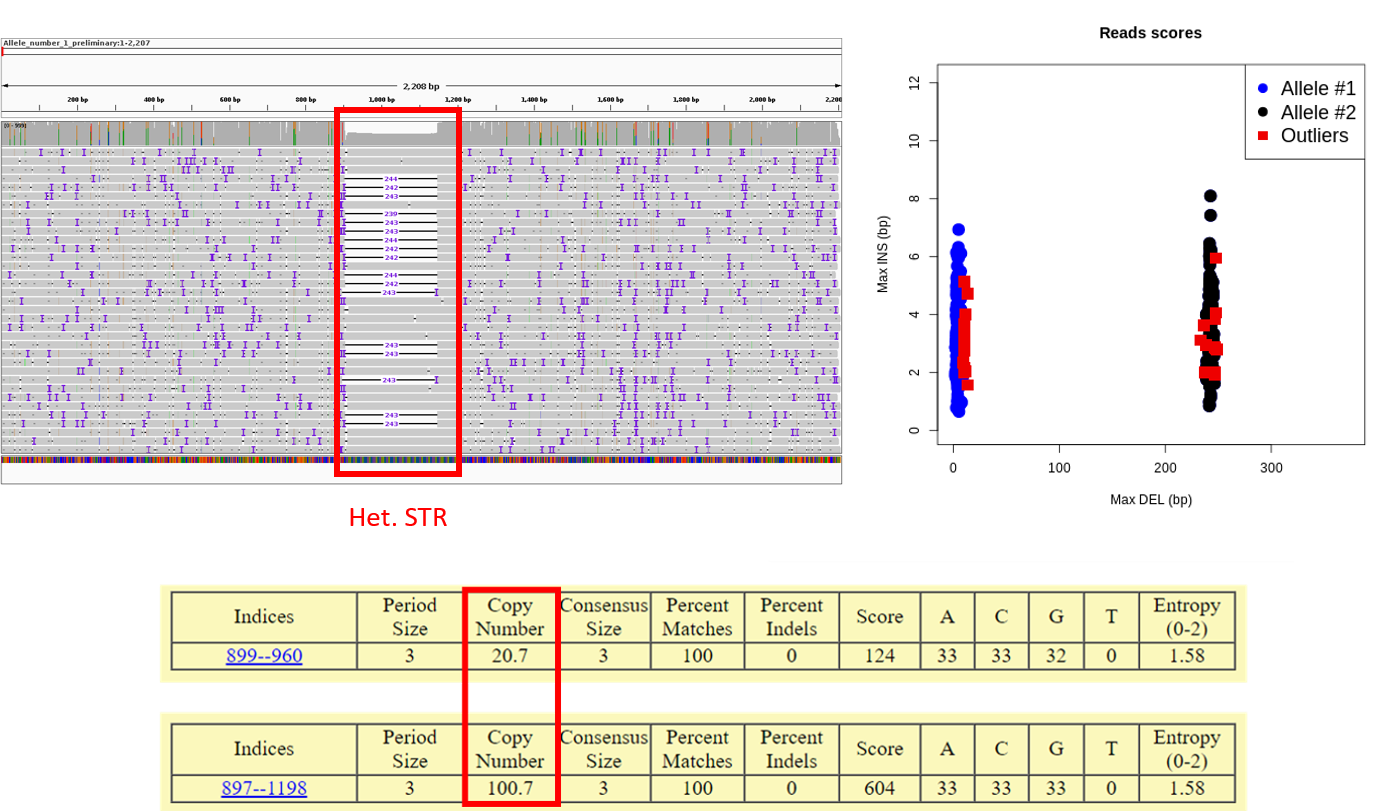 Allele_number_1_preliminary:1-2,207
2,208 bp
200 bp 400 bp 600 bp 800 bp 1,000 bp 1,200 bp 1,400 bp 1,600 bp 1,800 bp 2,000 bp 2,200
244
242
243
239
243
243
244
242
242
244
242
243
243
243
243
243
243
Het. STR
Reads scores
Allele #1
Allele #2
Outliers
Max INS (bp)
12
10
8
6
4
2
0
0 100 200 300
Max DEL (bp)
Indices Period Size Copy Number Consensus Size Percent Matches Percent Indels Score A C G T Entropy (0-2)
899--960 3 20.7 3 100 0 124 33 33 32 0 1.58
Indices Period Size Copy Number Consensus Size Percent Matches Percent Indels Score A C G T Entropy (0-2)
897--1198 3 100.7 3 100 0 604 33 33 33 0 1.58